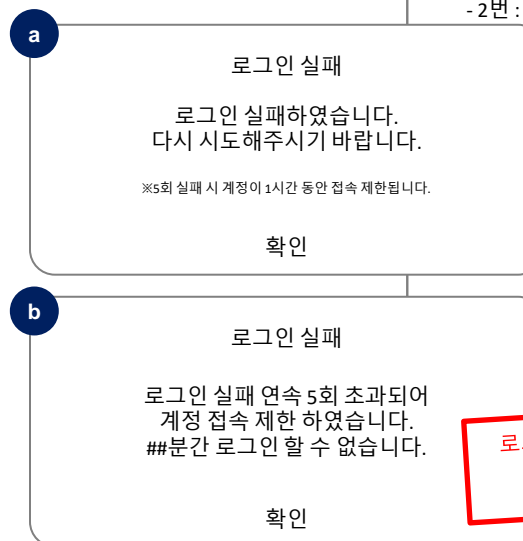 - 2번 :
a
로그인 실패
로그인 실패하였습니다.
다시 시도해주시기 바랍니다.
※5회 실패 시 계정이 1시간 동안 접속 제한됩니다.
확인
b
로그인 실패
로그인 실패 연속 5회 초과되어
계정 접속 제한 하였습니다.
##분간 로그인 할 수 없습니다.
확인